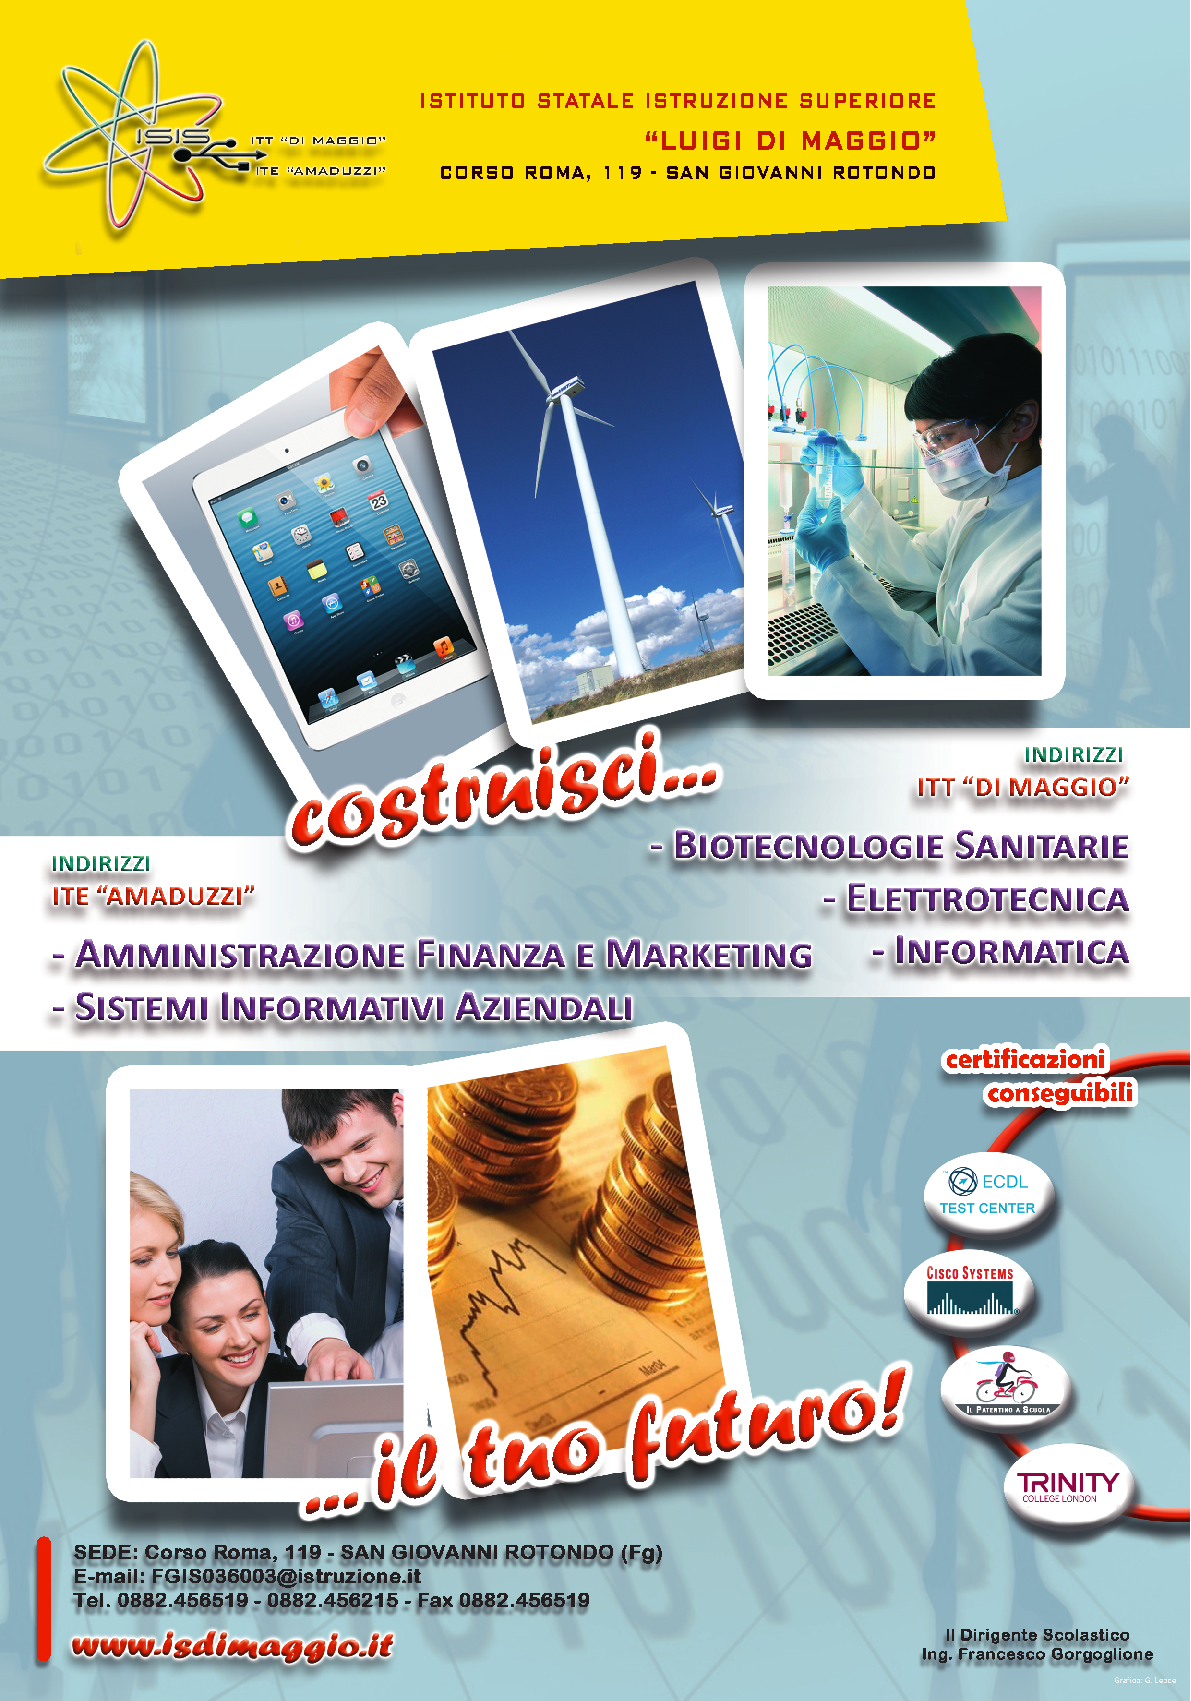 ISTITUTO STATALE ISTRUZIONE SUPERIORE
“LUIGI DI MAGGIO”
CORSO ROMA, 119 - SAN GIOVANNI ROTONDO
ISIS
ITT “DI MAGGIO”
ITE “AMADUZZI”
23
costruisci...
INDIRIZZI
ITT “DI MAGGIO”
- BIOTECNOLOGIE SANITARIE
- ELETTROTECNICA
- INFORMATICA
INDIRIZZI
ITE “AMADUZZI”
- AMMINISTRAZIONE FINANZA E MARKETING
- SISTEMI INFORMATIVI AZIENDALI
certificazioni
conseguibili
ECDL
TEST CENTER
CISCO SYSTEMS
IL PATENTINO A SCUOLA
TRINITY
COLLEGE LONDON
... il tuo futuro!
SEDE: Corso Roma, 119 - SAN GIOVANNI ROTONDO (Fg)
E-mail: FGIS036003@istruzione.it
Tel. 0882.456519 - 0882.456215 - Fax 0882.456519
www.isdimaggio.it
Il Dirigente Scolastico
Ing. Francesco Gorgoglione